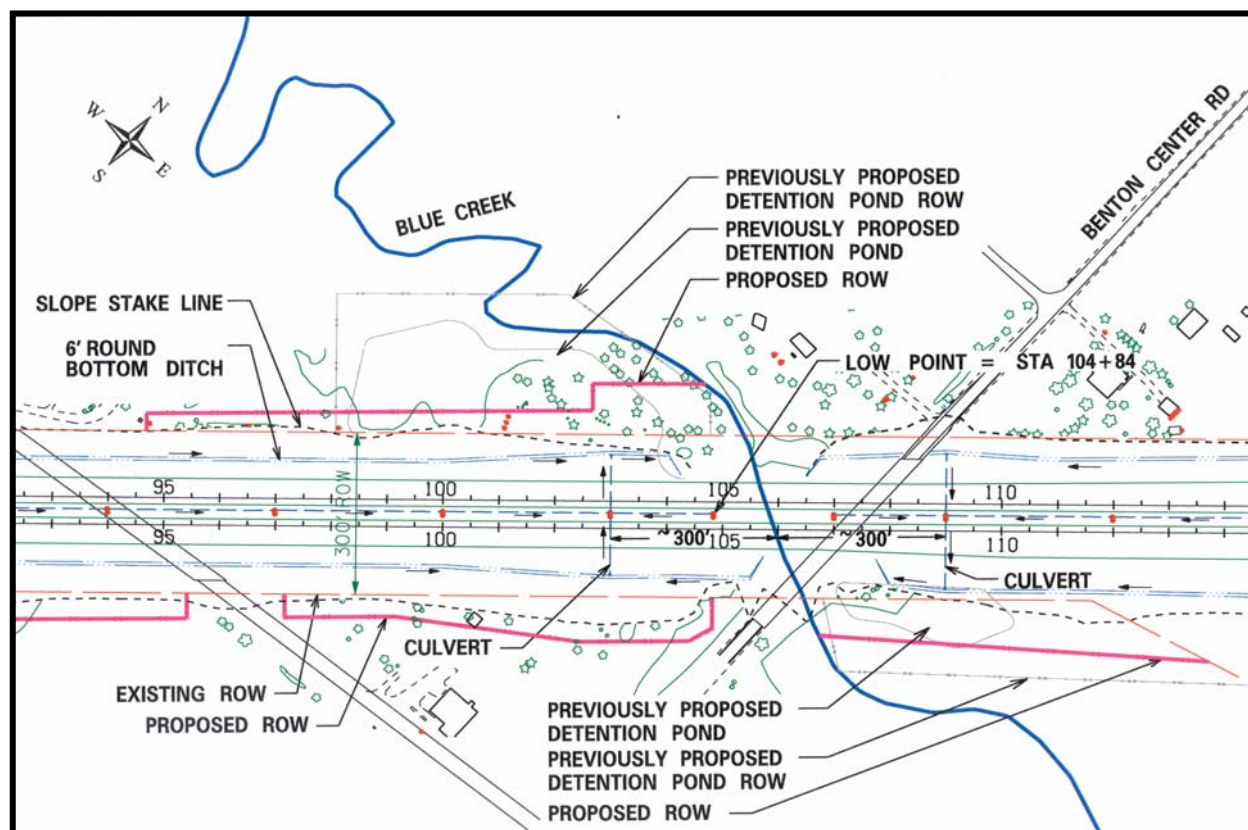 N
W
E
S
BENTON CENTER RD
BLUE CREEK
PREVIOUSLY PROPOSED
DETENTION POND ROW
PREVIOUSLY PROPOSED
DETENTION POND
PROPOSED ROW
SLOPE STAKE LINE
6' ROUND
BOTTOM DITCH
LOW POINT = STA 104+84
95
100
105
110
300' ROW
95
100
105
110
~300'
~300'
CULVERT
CULVERT
EXISTING ROW
PROPOSED ROW
PREVIOUSLY PROPOSED
DETENTION POND
PREVIOUSLY PROPOSED
DETENTION POND ROW
PROPOSED ROW